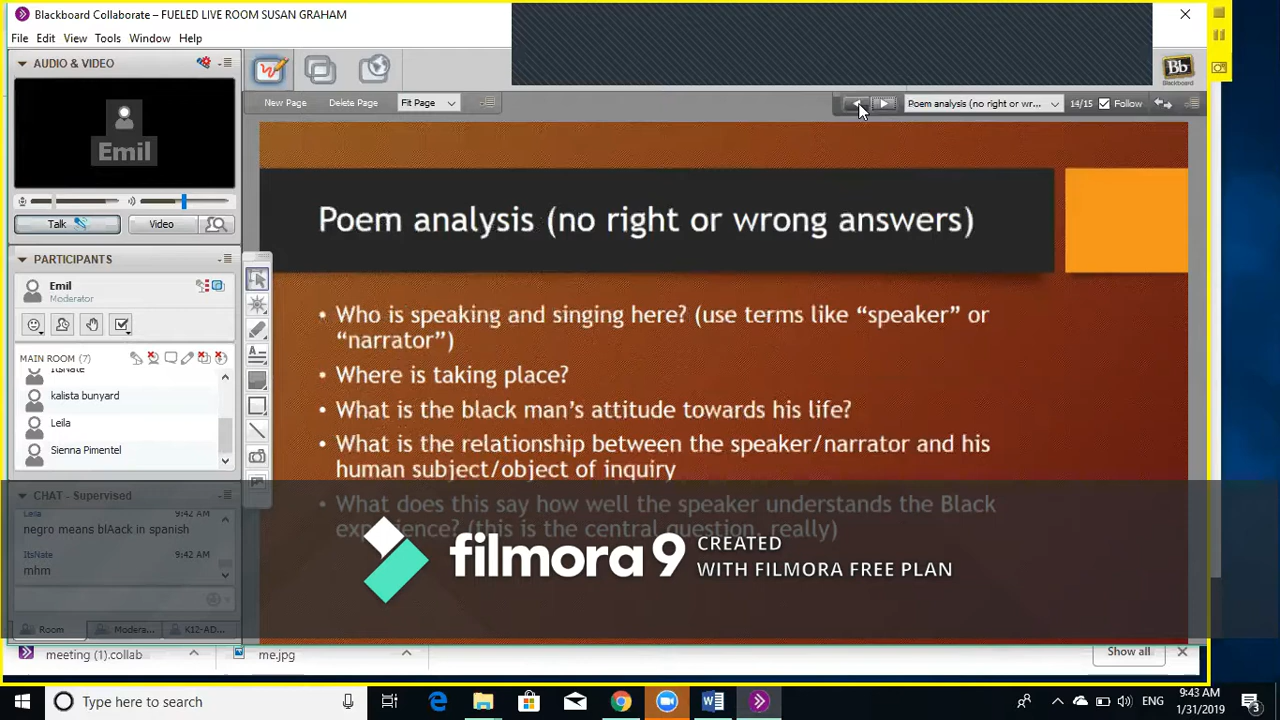 Blackboard Collaborate – FUELED LIVE ROOM SUSAN GRAHAM
File Edit View Tools Window Help
AUDIO & VIDEO
Bb
Blackboard
New Page Delete Page Fit Page Poem analysis (no right or wr... 14/15 Follow
Emil
Talk Video
PARTICIPANTS
Emil
Moderator
MAIN ROOM (7)
ItsNate
kalista bunyard
Leila
Sienna Pimentel
CHAT - Supervised
Leila 9:42 AM
negro means blAack in spanish
ItsNate 9:42 AM
mhm
Room Modera... K12-AD...
Poem analysis (no right or wrong answers)
• Who is speaking and singing here? (use terms like “speaker” or
“narrator”)
• Where is taking place?
• What is the black man’s attitude towards his life?
• What is the relationship between the speaker/narrator and his
human subject/object of inquiry
• What does this say how well the speaker understands the Black
experience? (this is the central question, really)
filmora 9 CREATED
WITH FILMORA FREE PLAN
meeting (1).collab me.jpg Show all
Type here to search
ENG
9:43 AM
1/31/2019
3